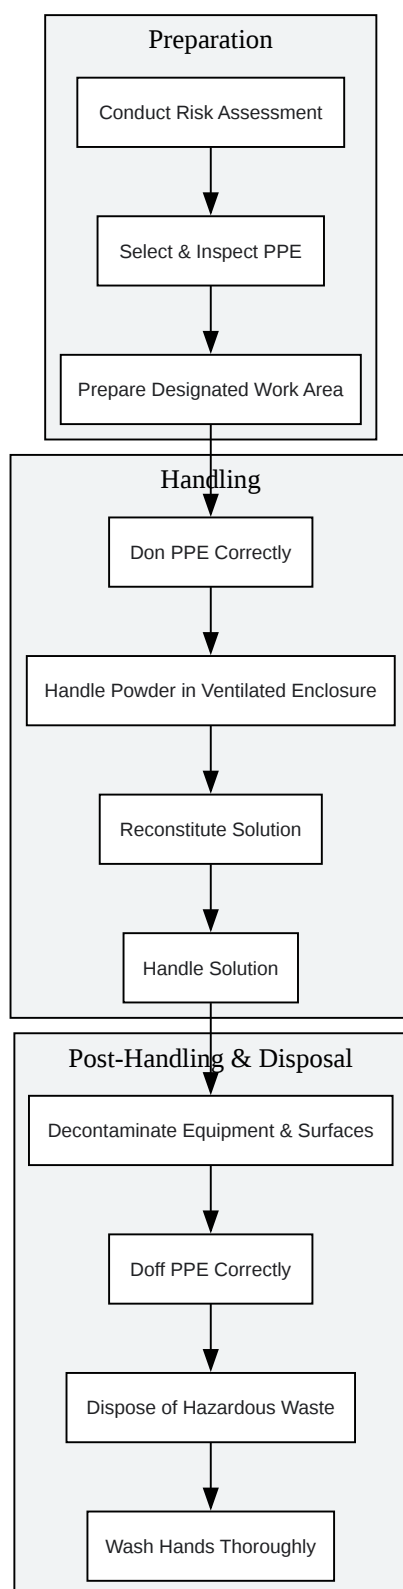 Preparation
Conduct Risk Assessment
Select & Inspect PPE
Prepare Designated Work Area
Handling
Don PPE Correctly
Handle Powder in Ventilated Enclosure
Reconstitute Solution
Handle Solution
Post-Handling & Disposal
Decontaminate Equipment & Surfaces
Doff PPE Correctly
Dispose of Hazardous Waste
Wash Hands Thoroughly